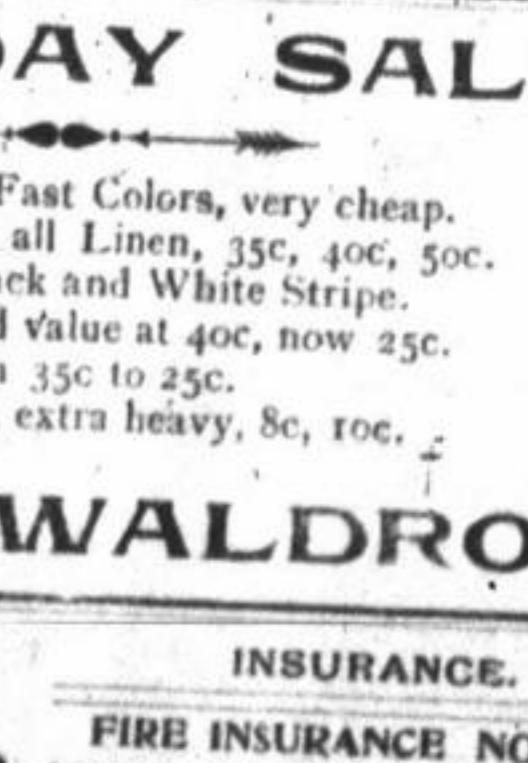 DAY SAL
Fast Colors, very cheap.
all Linen, 35c, 40c, 50c.
ck and White Stripe.
d Value at 40c, now 25c.
35c to 25c.
extra heavy, 8c, 10c.
WALDRO
INSURANCE.
FIRE INSURANCE NO